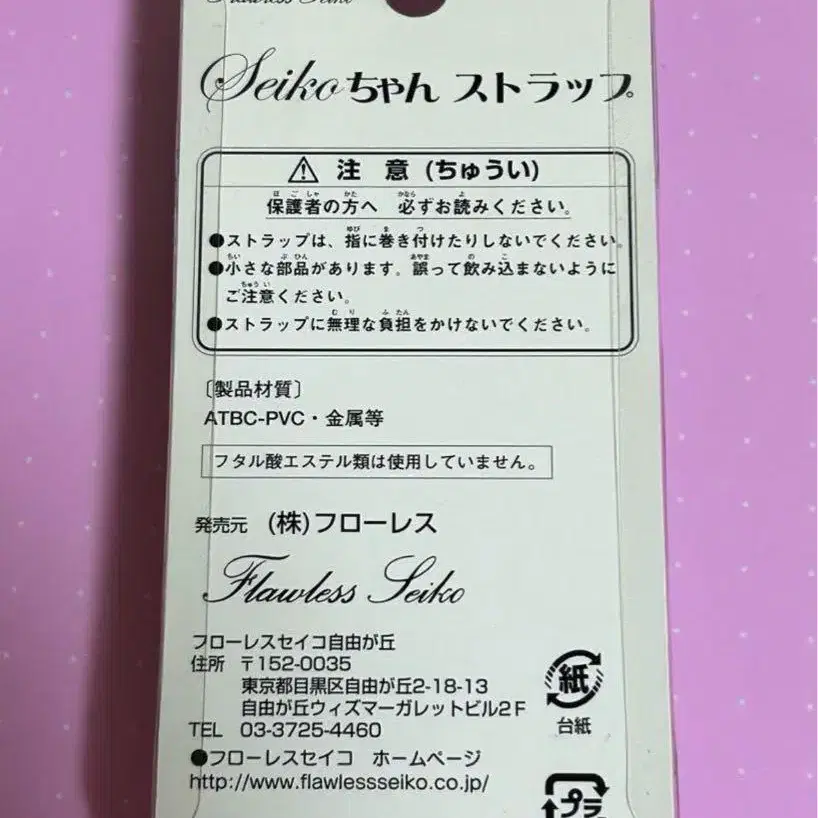 Flawless Seiko
Seikoちゃん ストラップ。
⚠ 注　意 (ちゅうい)
保護者の方へ　必ずお読みください。
●ストラップは、指に巻き付けたりしないでください。
●小さな部品があります。誤って飲み込まないように
ご注意ください。
●ストラップに無理な負担をかけないでください。
〔製品材質〕
ATBC-PVC・金属等
フタル酸エステル類は使用していません。
発売元　(株)フローレス
Flawless Seiko
フローレスセイコ自由が丘
住所　〒152-0035
東京都目黒区自由が丘2-18-13
自由が丘ウィズマーガレットビル2F
TEL　03-3725-4460
●フローレスセイコ　ホームページ
http://www.flawlessseiko.co.jp/
紙
台紙
プラ